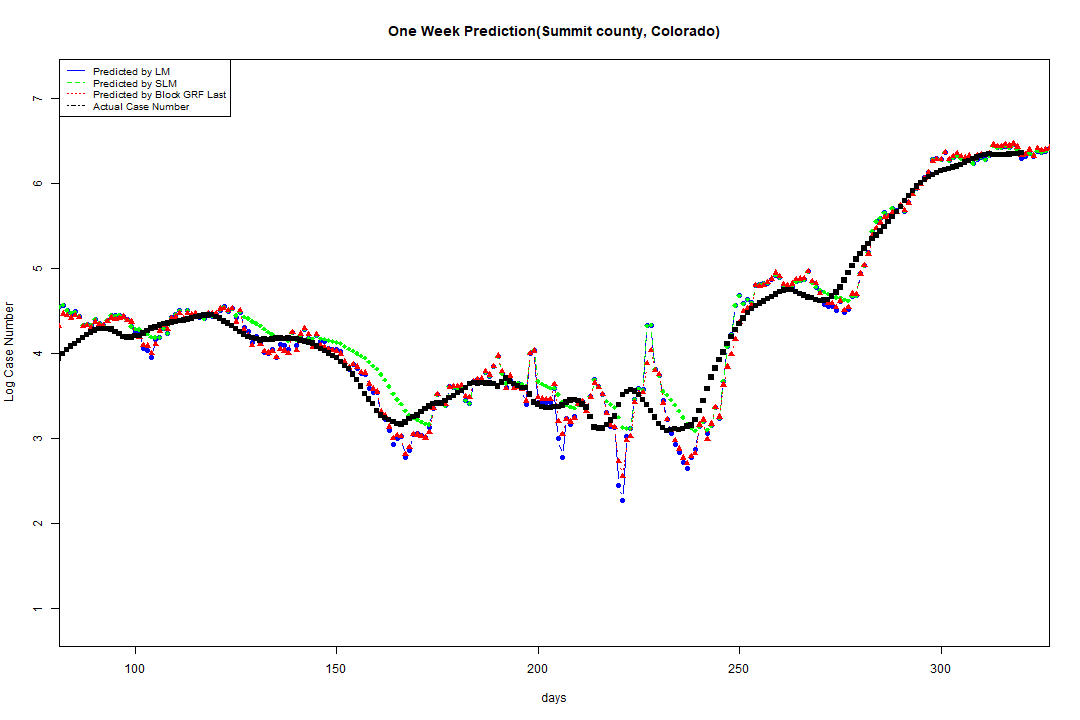 One Week Prediction(Summit county, Colorado)
Predicted by LM
Predicted by SLM
Predicted by Block GRF Last
Actual Case Number
7
6
5
4
3
2
1
Log Case Number
100 150 200 250 300
days